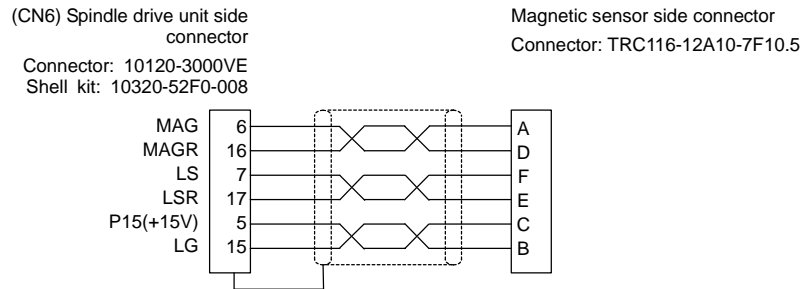 (CN6) Spindle drive unit side
connector
Connector: 10120-3000VE
Shell kit: 10320-52F0-008
Magnetic sensor side connector
Connector: TRC116-12A10-7F10.5
MAG 6 A
MAGR 16 D
LS 7 F
LSR 17 E
P15(+15V) 5 C
LG 15 B